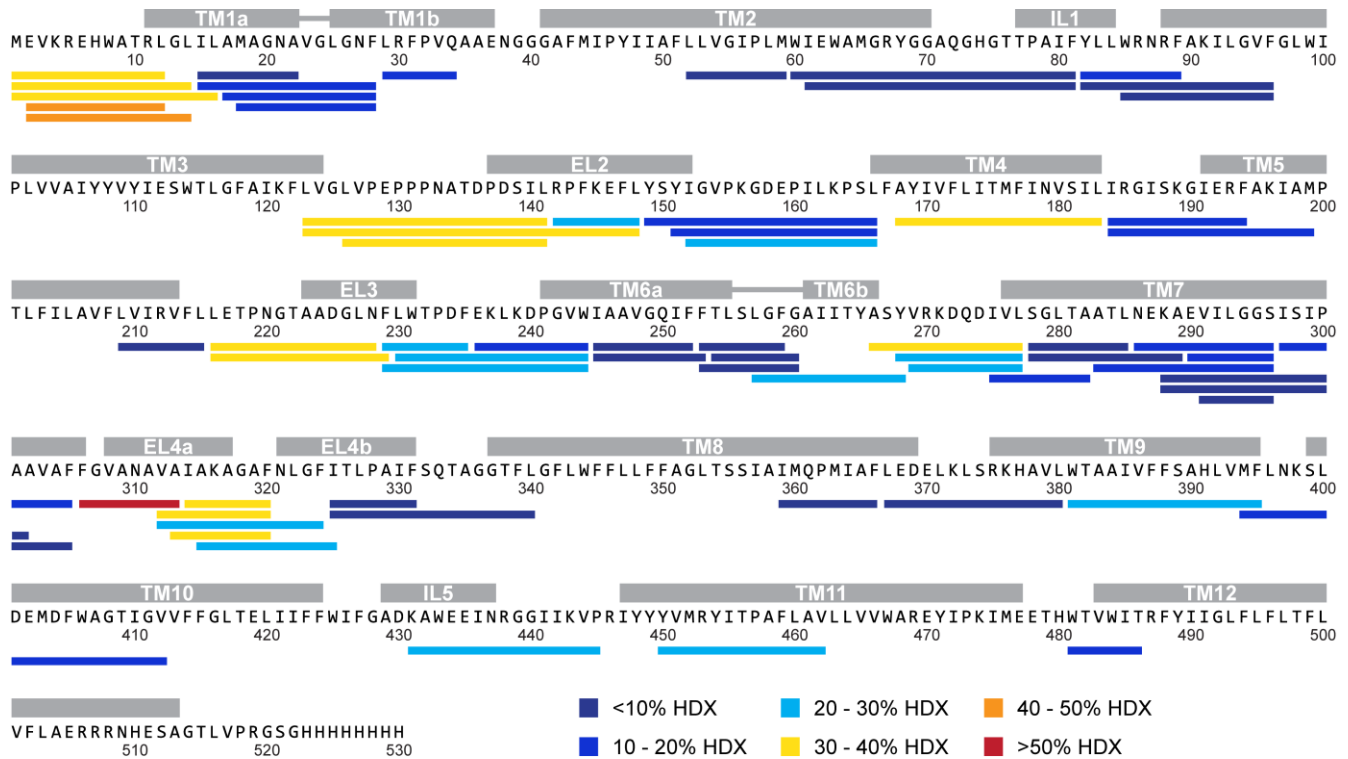 TM1a TM1b TM2 IL1
MEVKREHWATRLGLILAMAGNAVGLGNFLRFPVQAAENGGGAFMIPYIIAFLLVGIPLMWIEWAMGRYGGAQGHGTTPAIFYLLWRNRFAKILGVFGLWI
10 20 30 40 50 60 70 80 90 100
TM3 EL2 TM4 TM5
PLVVAIYYVYIESWTLGFAIKFLVGLVPEPPPNATDPDSILRPFKEFLYSYIGVPKGDEPILKPSLFAYIVFLITMFINVSILIRGISKGIERFAKIAMP
110 120 130 140 150 160 170 180 190 200
EL3 TM6a TM6b TM7
TLFILAVFLVIRVFLLETPNGTAADGLNFLWTPDFEKLKDPGVWIAAVGQIFFTLSLGFGAIITYASYVRKDQDIVLSGLTAATLNEKAEVILGGSISIP
210 220 230 240 250 260 270 280 290 300
EL4a EL4b TM8 TM9
AAVAFFGVANAVAIAKAGAFNLGFITLPAIFSQTAGGTFLGFLWFFLLFFAGLTSSIAIMQPMIAFLEDELKLSRKHAVLWTAAIVFFSAHLVMFLNKSL
310 320 330 340 350 360 370 380 390 400
TM10 IL5 TM11 TM12
DEMDFWAGTIGVVFFGLTELIIFFWIFGADKAWEEINRGGIIKVPRIYYYVMRYITPAFLAVLLVVWAREYIPKIMEETHWTVWITRFYIIGLFLFLTFL
410 420 430 440 450 460 470 480 490 500
VFLAERRRNHESAGTLVPRGSGHHHHHHHH
510 520 530
<10% HDX 20 - 30% HDX 40 - 50% HDX
10 - 20% HDX 30 - 40% HDX >50% HDX